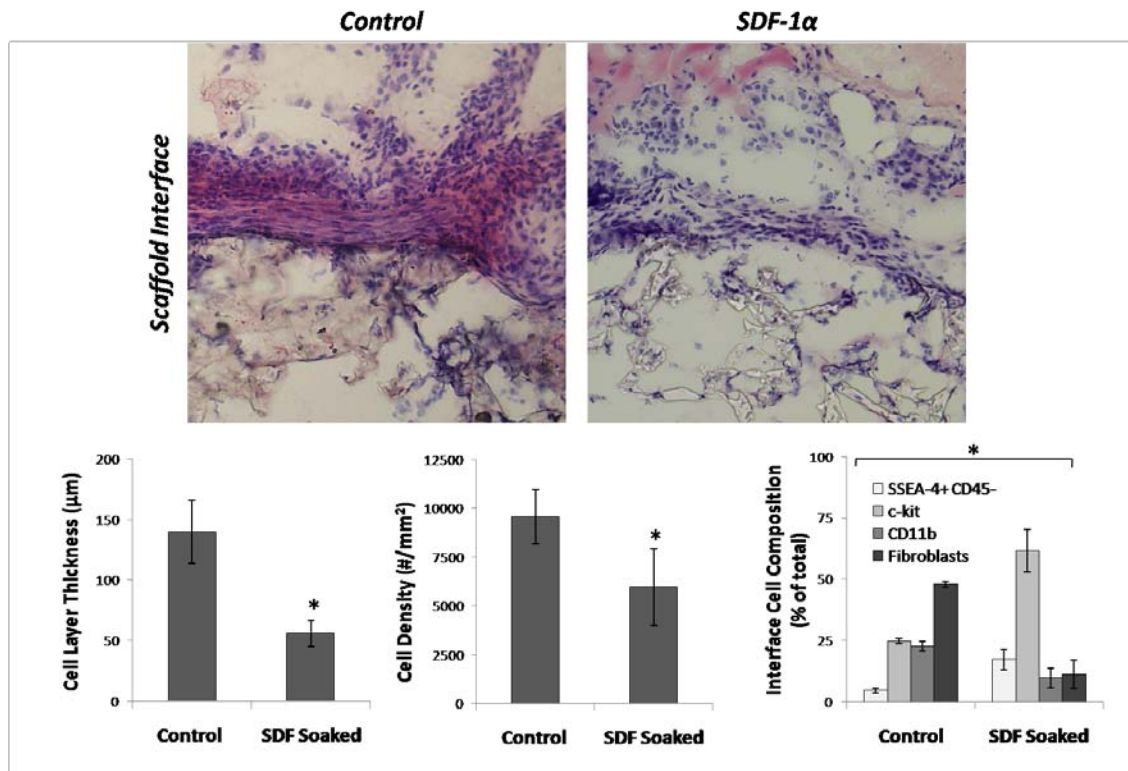 Control
SDF-1α
Scaffold Interface
Cell Layer Thickness (μm)
200
150
100
50
0
Control
SDF Soaked
*
Cell Density (#/mm²)
12500
10000
7500
5000
2500
0
Control
SDF Soaked
*
Interface Cell Composition
(% of total)
100
75
50
25
0
*
SSEA-4+CD45-
c-kit
CD11b
Fibroblasts
Control
SDF Soaked